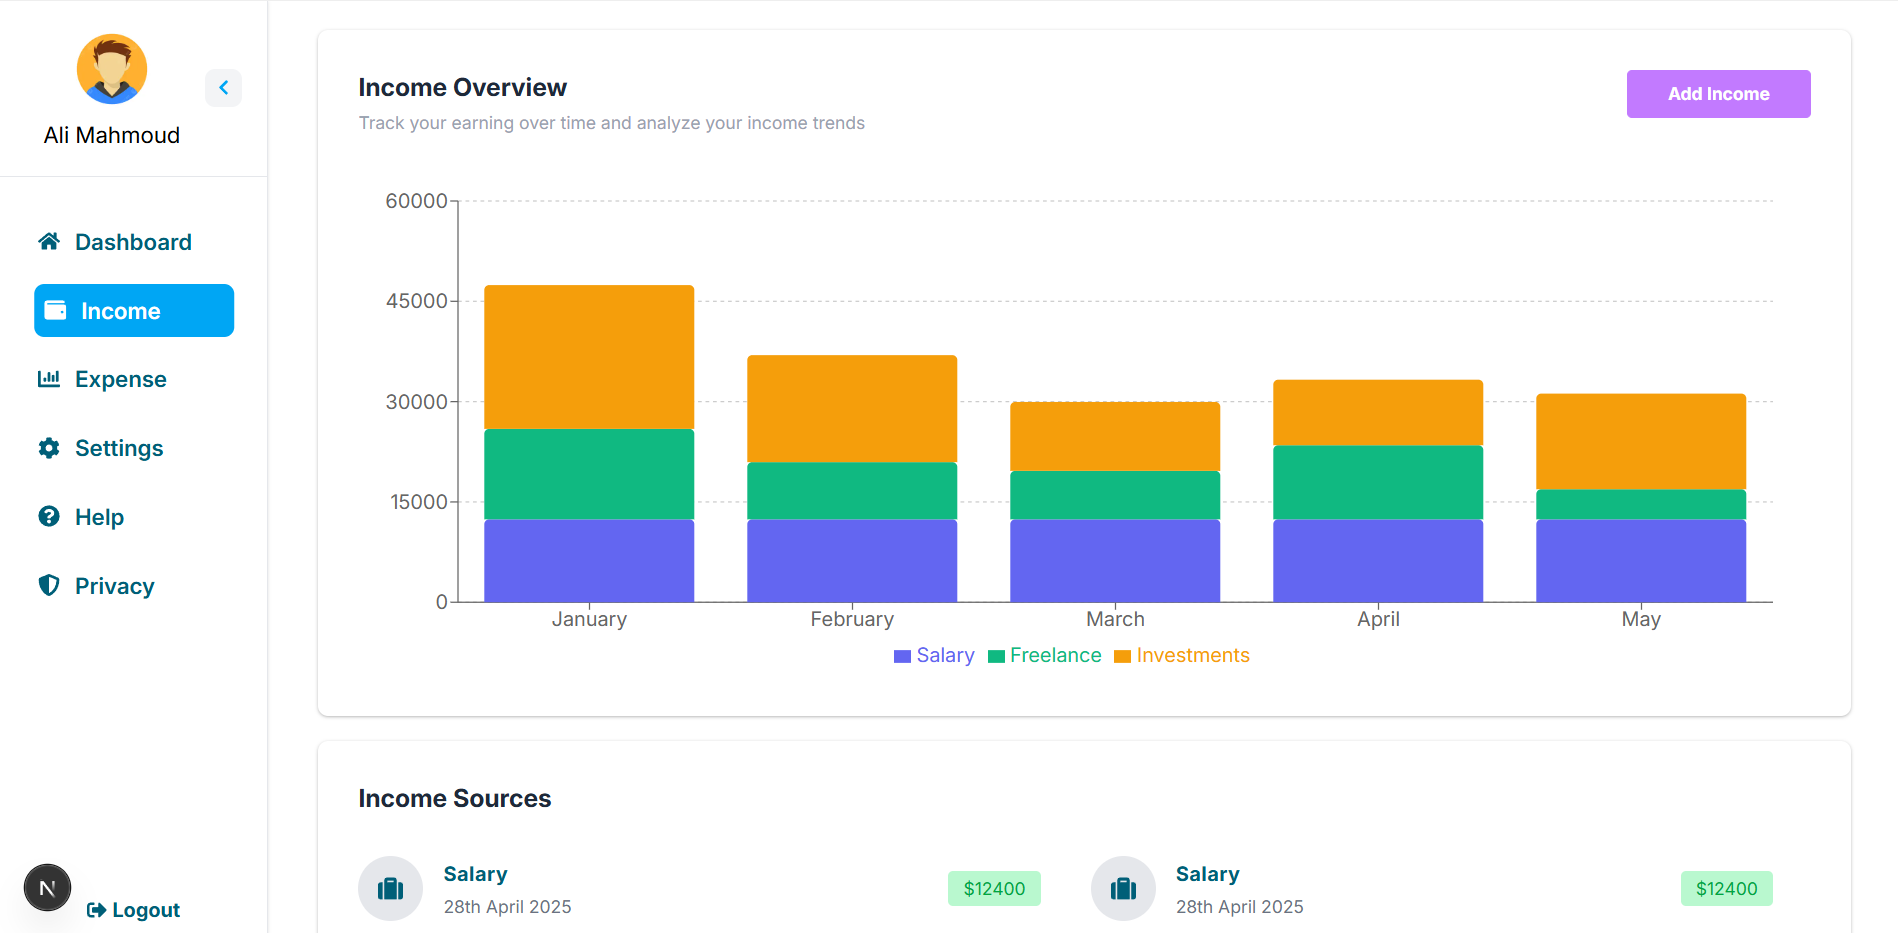 Ali Mahmoud
Dashboard
Income
Expense
Settings
Help
Privacy
N
Logout
Income Overview
Track your earning over time and analyze your income trends
Add Income
60000
45000
30000
15000
0
January February March April May
Salary Freelance Investments
Income Sources
Salary
28th April 2025
$12400
Salary
28th April 2025
$12400